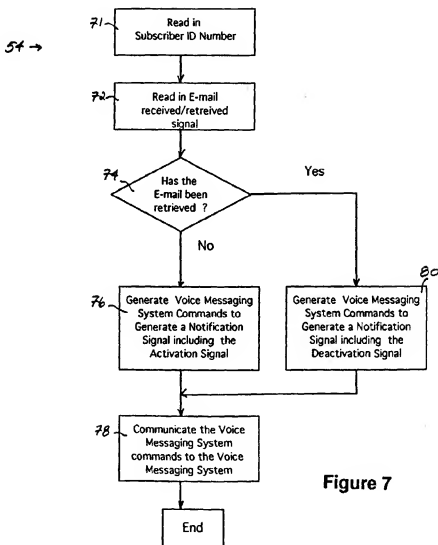 71
Read in
Subscriber ID Number
54 →
72
Read in E-mail
received/retreived
signal
74
Has the
E-mail been
retrieved ?
Yes
No
76
Generate Voice Messaging
System Commands to
Generate a Notification
Signal including the
Activation Signal
80
Generate Voice Messaging
System Commands to
Generate a Notification
Signal including the
Deactivation Signal
78
Communicate the Voice
Messaging System
commands to the Voice
Messaging System
Figure 7
End